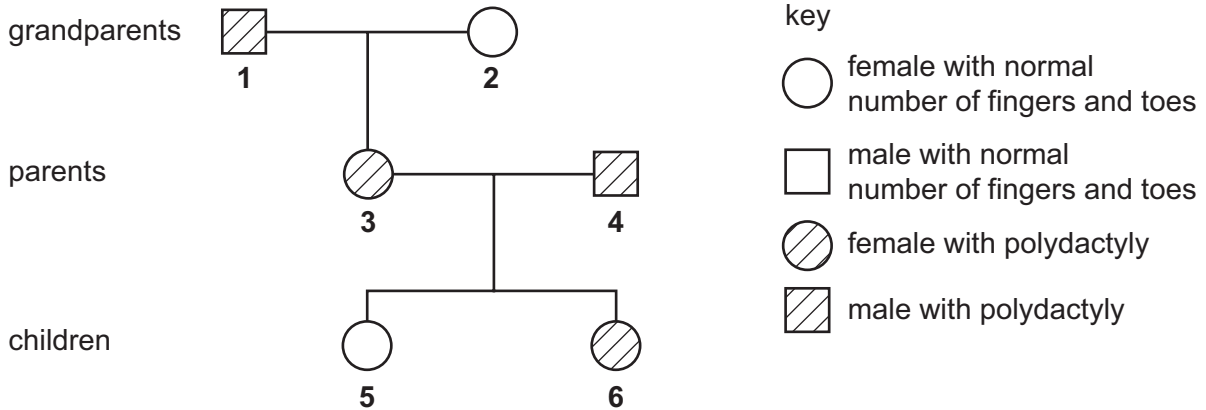 grandparents
1
2
parents
3
4
children
5
6
key
female with normal
number of fingers and toes
male with normal
number of fingers and toes
female with polydactyly
male with polydactyly